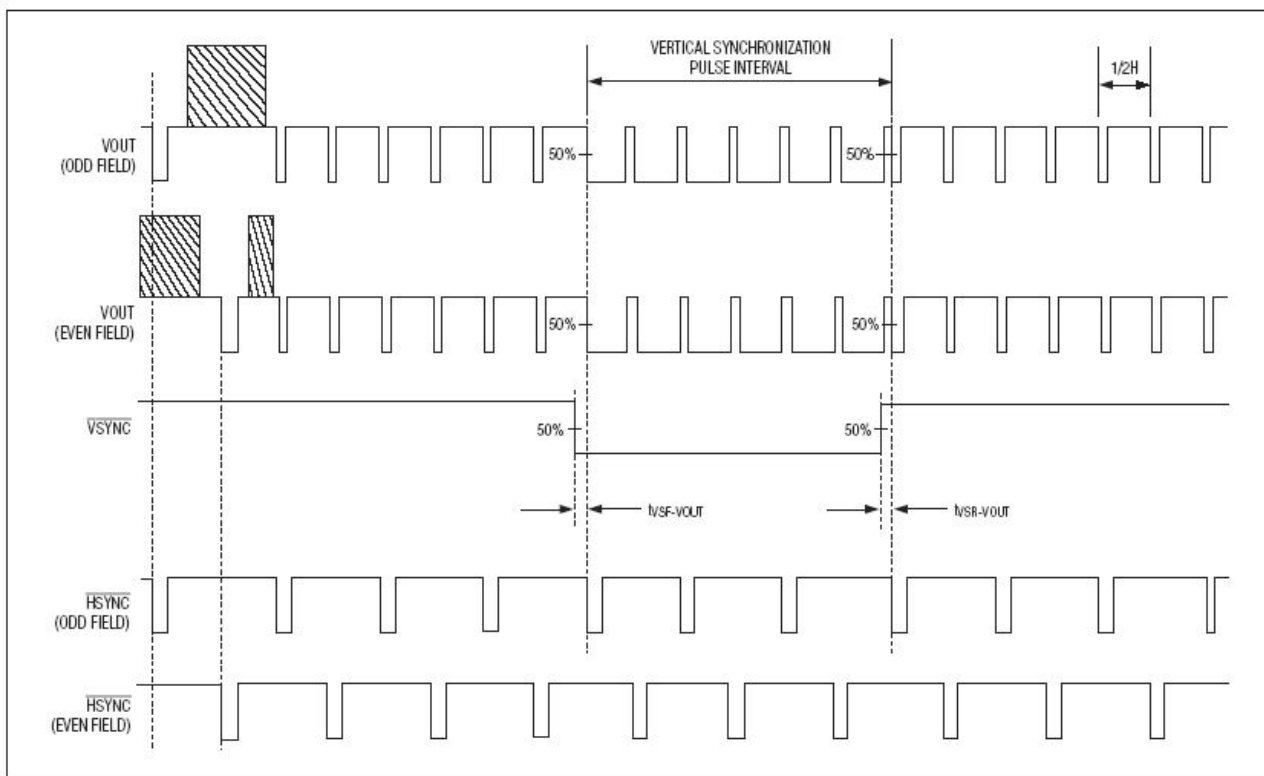 VERTICAL SYNCHRONIZATION
PULSE INTERVAL
1/2H
VOUT
(ODD FIELD)
50%
50%
VOUT
(EVEN FIELD)
50%
50%
VSYNC
50%
50%
tVSF-VOUT
tVSR-VOUT
HSYNC
(ODD FIELD)
HSYNC
(EVEN FIELD)